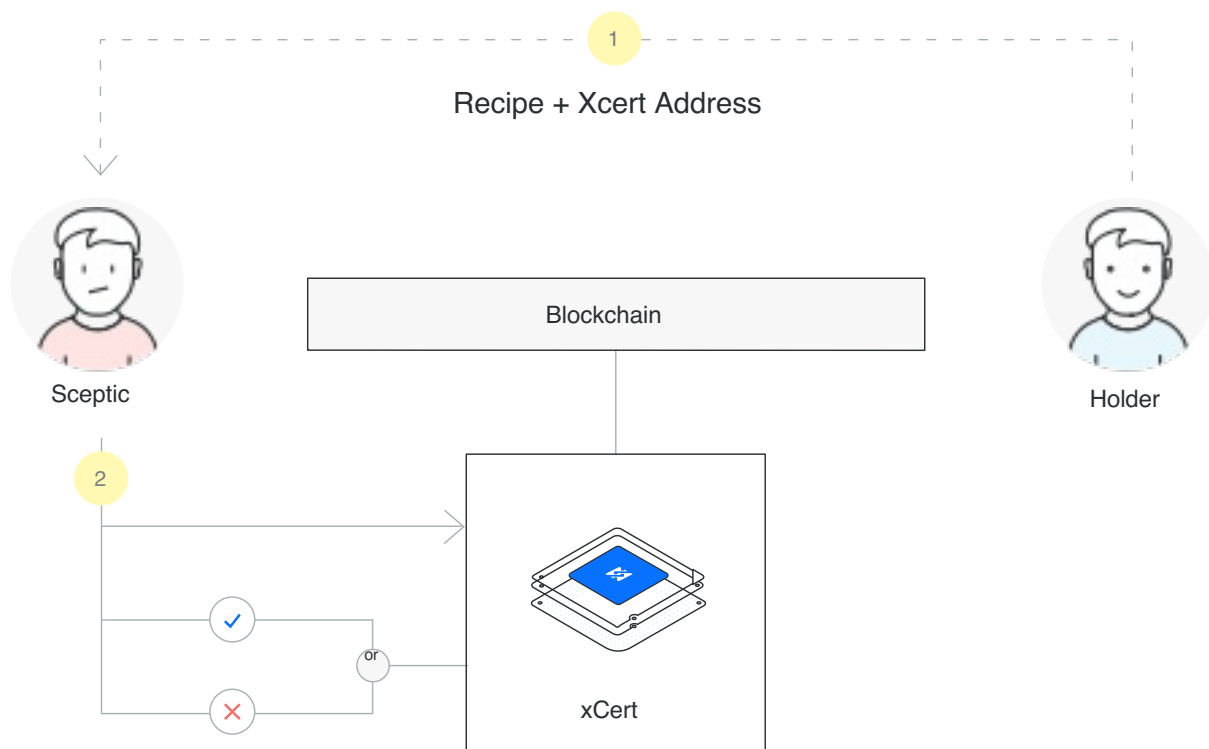 1
Recipe + Xcert Address
Blockchain
Sceptic
Holder
2
or
xCert